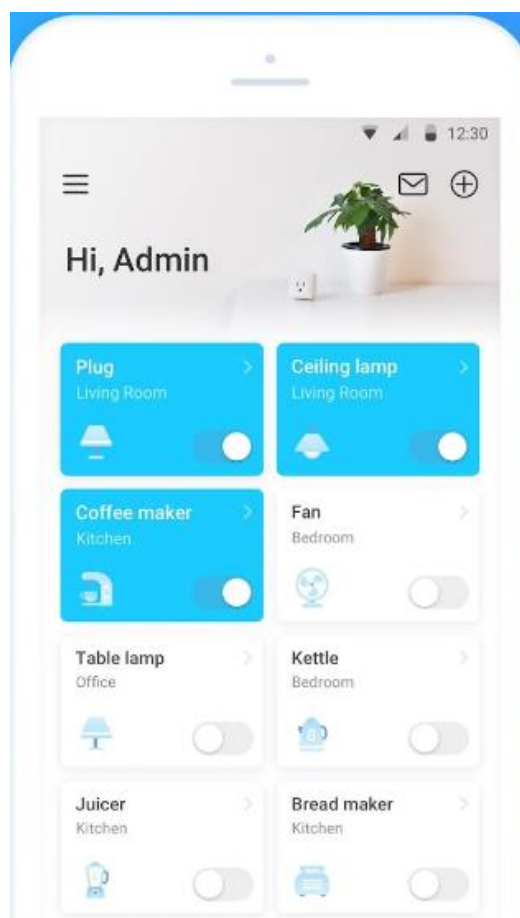 12:30
Hi, Admin
Plug
Living Room
Ceiling lamp
Living Room
Coffee maker
Kitchen
Fan
Bedroom
Table lamp
Office
Kettle
Bedroom
Juicer
Kitchen
Bread maker
Kitchen